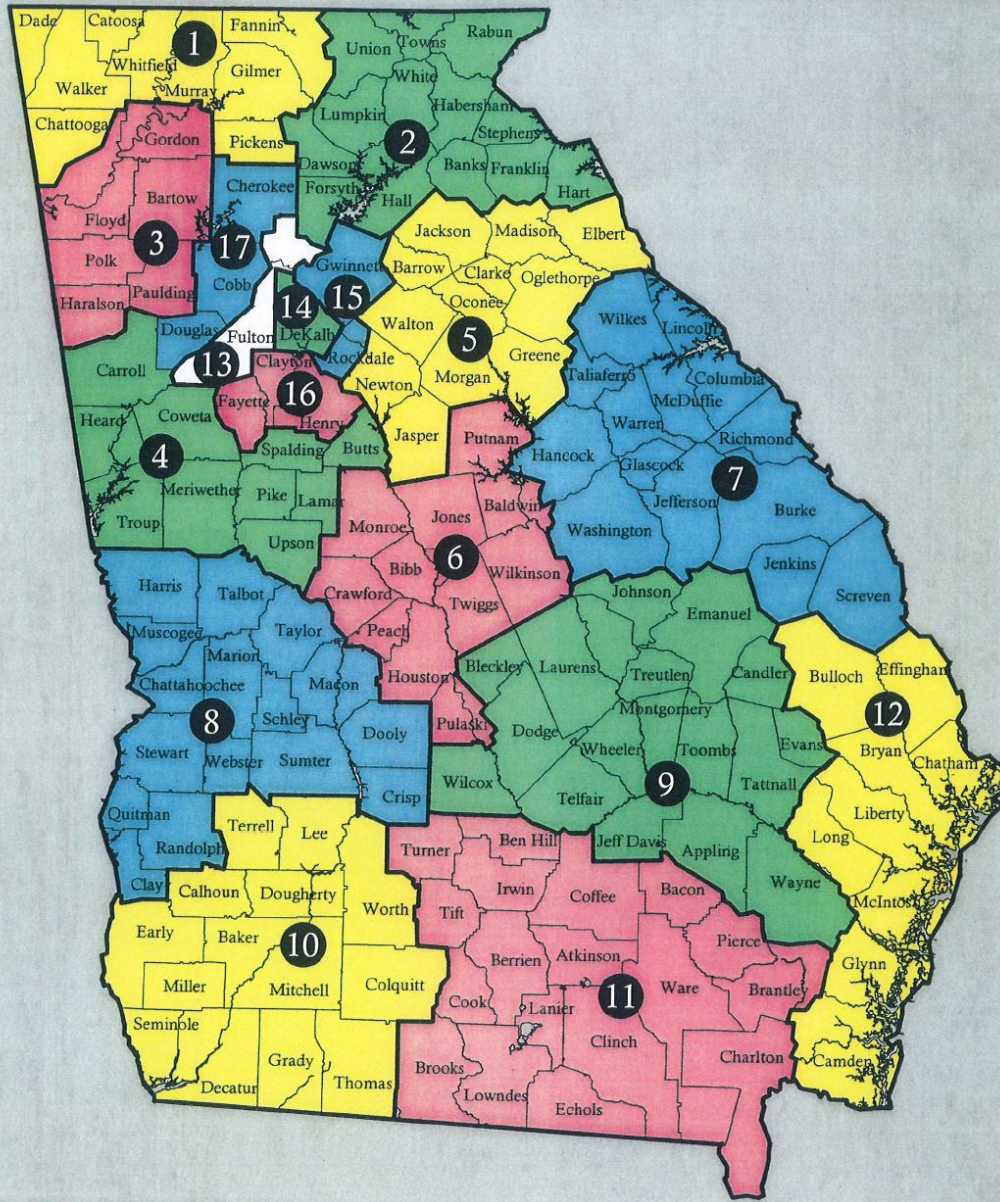 Dade
Catoosa
1
Fannin
Whitfield
Gilmer
Walker
Murray
Chattooga
Pickens
Union
Towns
Rabun
White
Lumpkin
Habersham
Stephens
2
Dawson
Banks
Franklin
Forsyth
Hall
Hart
Gordon
Bartow
Floyd
3
Polk
Paulding
Haralson
Cherokee
17
Cobb
Douglas
Fulton
13
14
DeKalb
Gwinnett
15
Rockdale
Clayton
16
Fayette
Henry
Jackson
Madison
Elbert
Barrow
Clarke
Oglethorpe
Oconee
Walton
5
Greene
Morgan
Newton
Jasper
Carroll
Heard
Coweta
4
Spalding
Butts
Meriwether
Pike
Lamar
Troup
Upson
Putnam
Baldwin
Monroe
Jones
6
Bibb
Wilkinson
Crawford
Twiggs
Peach
Houston
Pulaski
Wilkes
Lincoln
Taliaferro
Columbia
McDuffie
Warren
Richmond
Hancock
Glascock
7
Jefferson
Burke
Washington
Jenkins
Screven
Harris
Talbot
Muscogee
Taylor
Marion
Chattahoochee
Macon
8
Schley
Dooly
Stewart
Webster
Sumter
Crisp
Quitman
Randolph
Clay
Johnson
Emanuel
Bleckley
Laurens
Treutlen
Candler
Montgomery
Dodge
Wheeler
Toombs
Evans
Wilcox
9
Tattnall
Telfair
Jeff Davis
Appling
Wayne
Bulloch
Effingham
12
Bryan
Chatham
Liberty
Long
McIntosh
Glynn
Camden
Terrell
Lee
Calhoun
Dougherty
Worth
Early
Baker
10
Miller
Mitchell
Colquitt
Seminole
Grady
Decatur
Thomas
Turner
Ben Hill
Irwin
Coffee
Bacon
Tift
Pierce
Berrien
Atkinson
Ware
Brantley
Cook
Lanier
11
Clinch
Brooks
Charlton
Lowndes
Echols